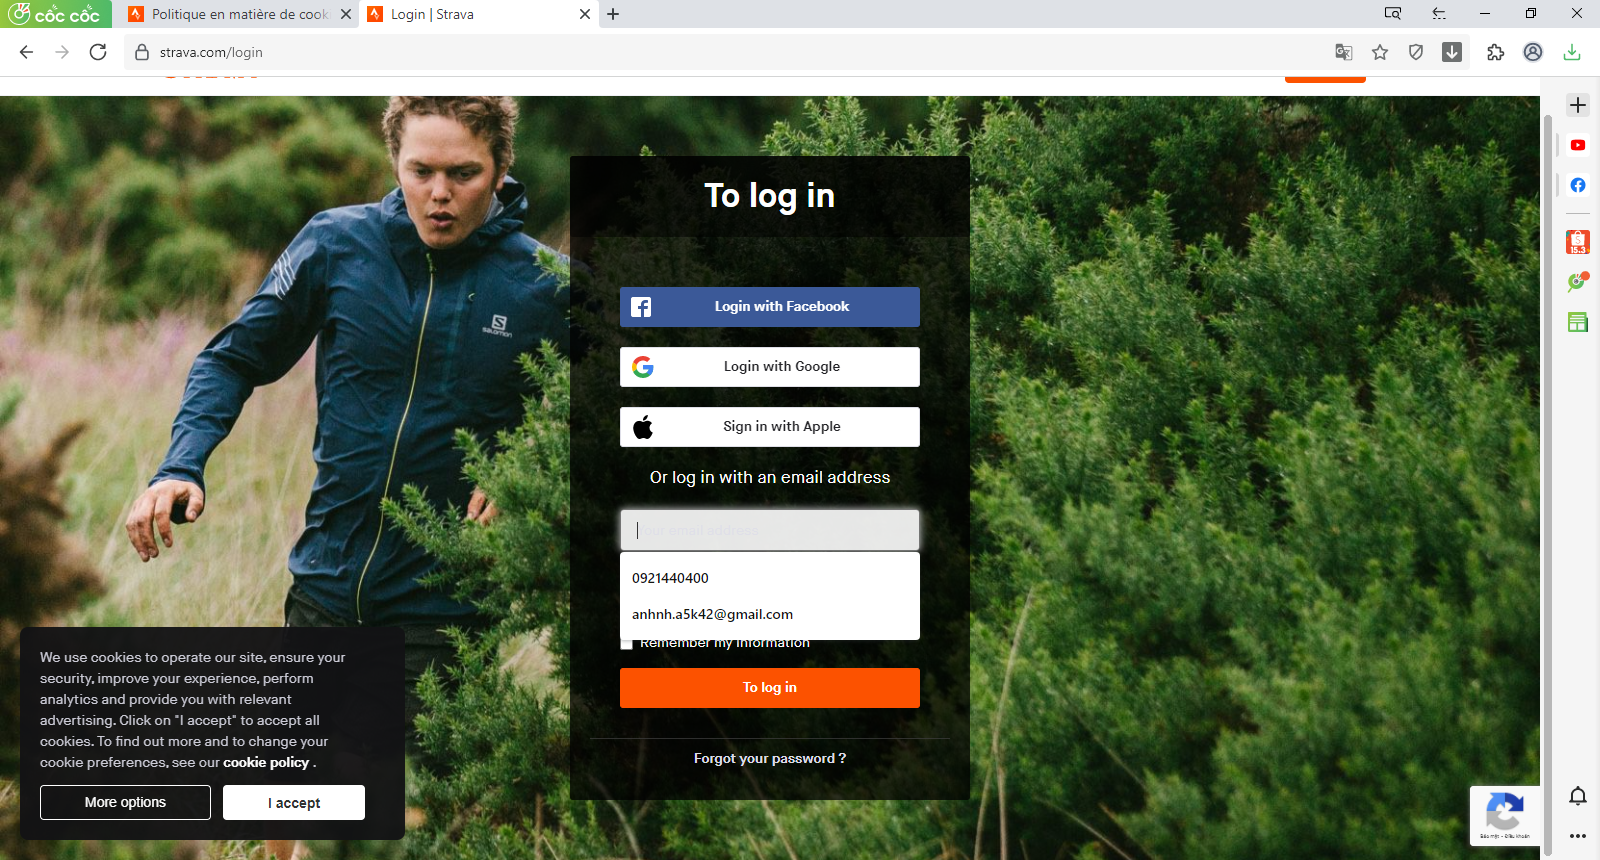 cốc cốc
Politique en matière de cook
Login | Strava
strava.com/login
To log in
SALOMON
Login with Facebook
Login with Google
Sign in with Apple
Or log in with an email address
Your email address
0921440400
anhnh.a5k42@gmail.com
Remember my information
To log in
Forgot your password ?
We use cookies to operate our site, ensure your
security, improve your experience, perform
analytics and provide you with relevant
advertising. Click on "I accept" to accept all
cookies. To find out more and to change your
cookie preferences, see our cookie policy .
More options
I accept
15.3
Bảo mật - Điều khoản